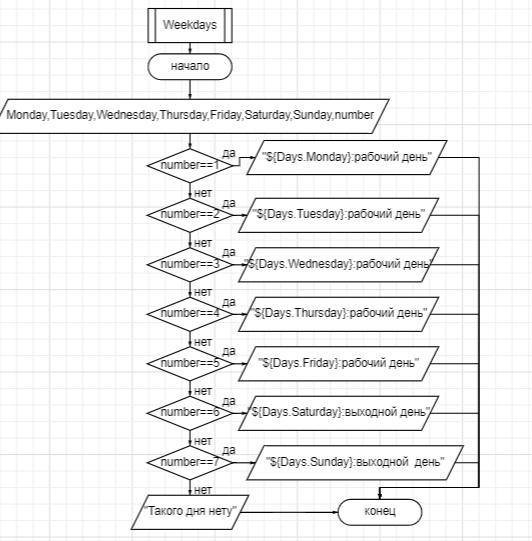 Weekdays
начало
Monday,Tuesday,Wednesday,Thursday,Friday,Saturday,Sunday,number
number==1
да
"${Days.Monday}:рабочий день"
нет
number==2
да
"${Days.Tuesday}:рабочий день"
нет
number==3
да
"${Days.Wednesday}:рабочий день"
нет
number==4
да
"${Days.Thursday}:рабочий день"
нет
number==5
да
"${Days.Friday}:рабочий день"
нет
number==6
да
"${Days.Saturday}:выходной день"
нет
number==7
да
"${Days.Sunday}:выходной  день"
нет
"Такого дня нету"
конец